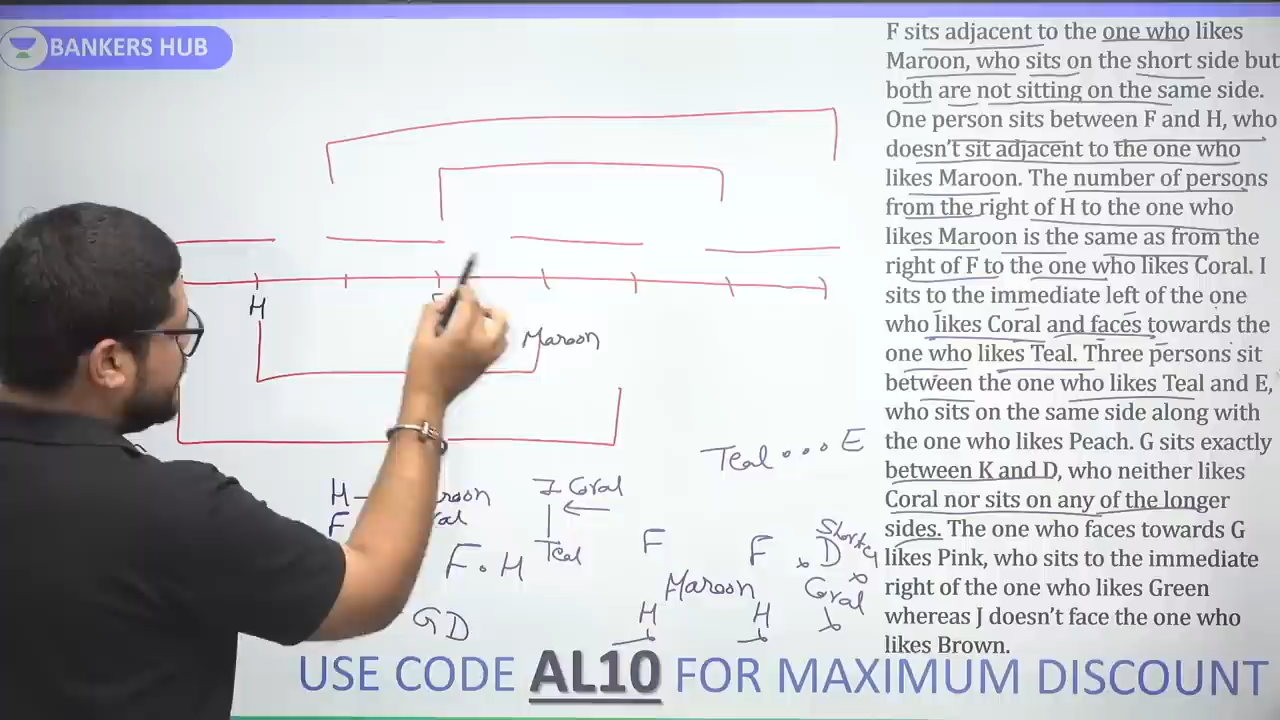 BANKERS HUB
F sits adjacent to the one who likes
Maroon, who sits on the short side but
both are not sitting on the same side.
One person sits between F and H, who
doesn't sit adjacent to the one who
likes Maroon. The number of persons
from the right of H to the one who
likes Maroon is the same as from the
right of F to the one who likes Coral. I
sits to the immediate left of the one
who likes Coral and faces towards the
one who likes Teal. Three persons sit
between the one who likes Teal and E,
who sits on the same side along with
the one who likes Peach. G sits exactly
between K and D, who neither likes
Coral nor sits on any of the longer
sides. The one who faces towards G
likes Pink, who sits to the immediate
right of the one who likes Green
whereas J doesn't face the one who
likes Brown.
H
Maroon
Teal E
H
I Coral
F
Teal
F . H
G D
F
F
D
Maroon
Coral
H
H
USE CODE AL10 FOR MAXIMUM DISCOUNT